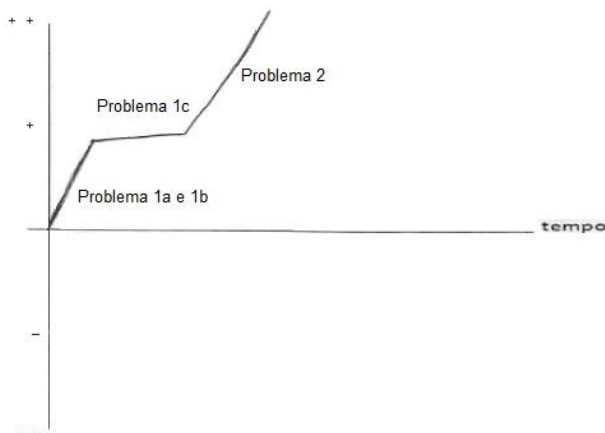 + +
Problema 2
Problema 1c
+
Problema 1a e 1b
tempo
–